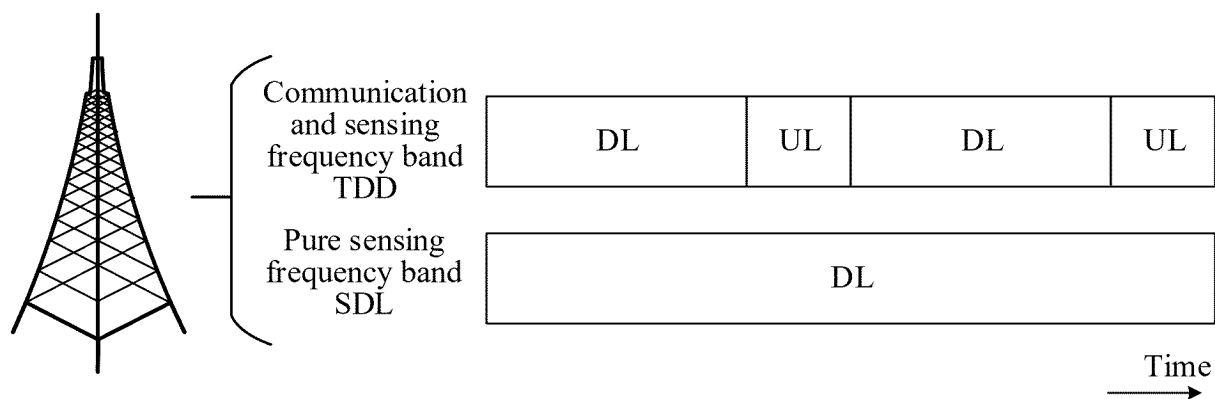 Communication
and sensing
frequency band
TDD
DL
UL
DL
UL
Pure sensing
frequency band
SDL
DL
Time